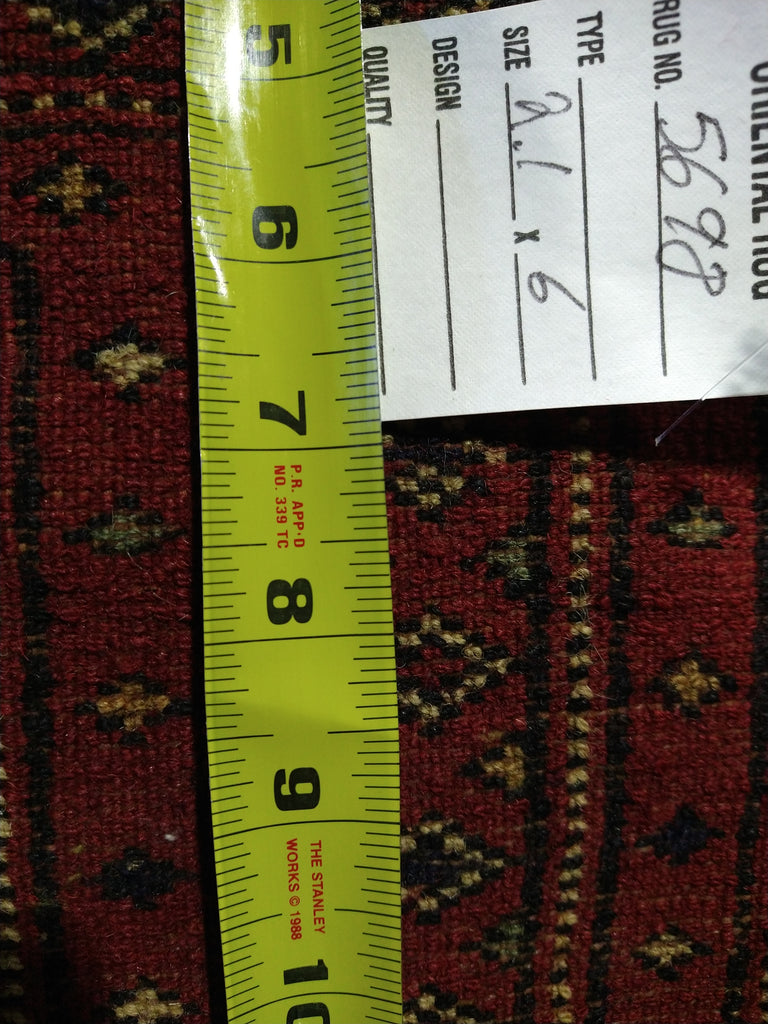 ORIENTAL RUG
RUG NO. 5698
TYPE
SIZE 2.1 x 6
DESIGN
QUALITY
5
6
7
P.R. APP'D
NO. 339 TC
8
9
THE STANLEY
WORKS © 1988
10